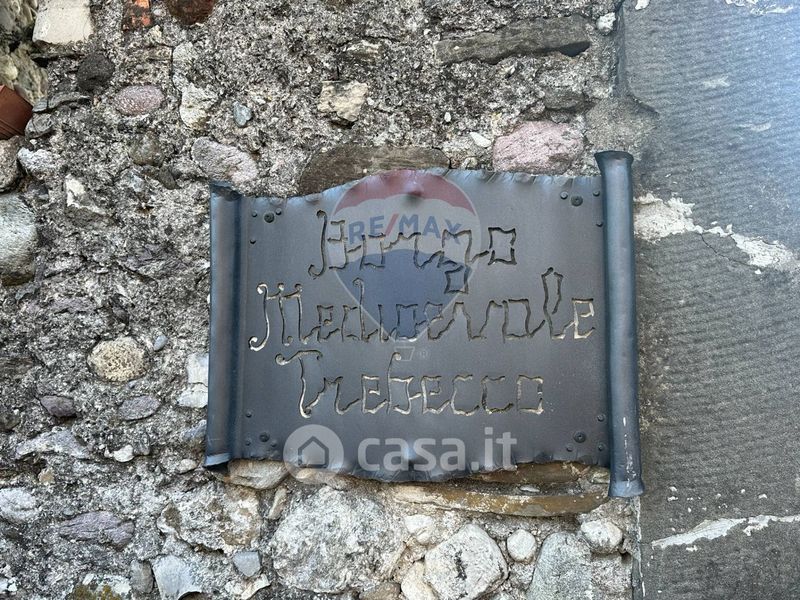 Borgo
Medioevale
Trebecco
RE/MAX
casa.it